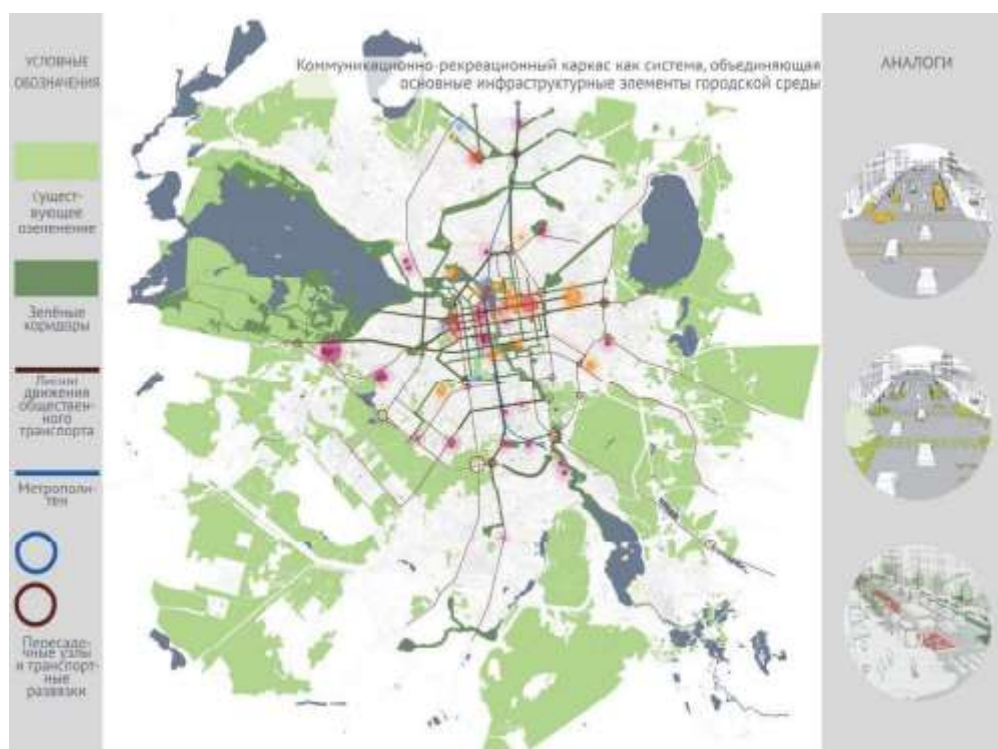 УСЛОВНЫЕ
ОБОЗНАЧЕНИЯ
Коммуникационно-рекреационный каркас как система, объединяющая
основные инфраструктурные элементы городской среды
АНАЛОГИ
сущест-
вующее
озеленение
Зелёные
коридоры
Линии
движения
обществен-
ного
транспорта
Метрополи-
тен
Пересадо-
чные узлы
и транспорт-
ные
развязки